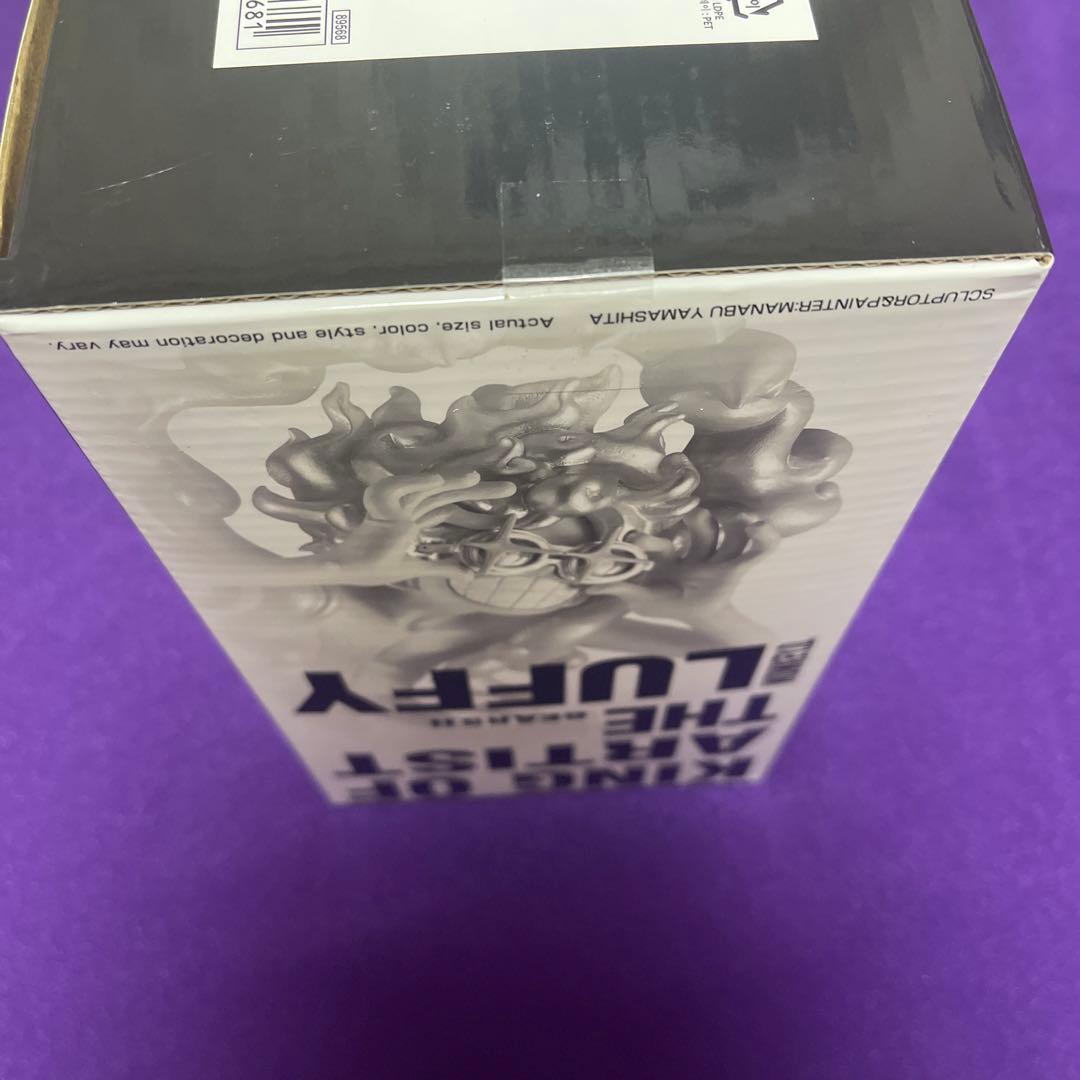 KING OF
ARTIST
THE
LUFFY
Actual size, color, style and decoration may vary.
SCLUPTOR&PAINTER:MANABU YAMASHITA
681
89568
LDPE
:PET